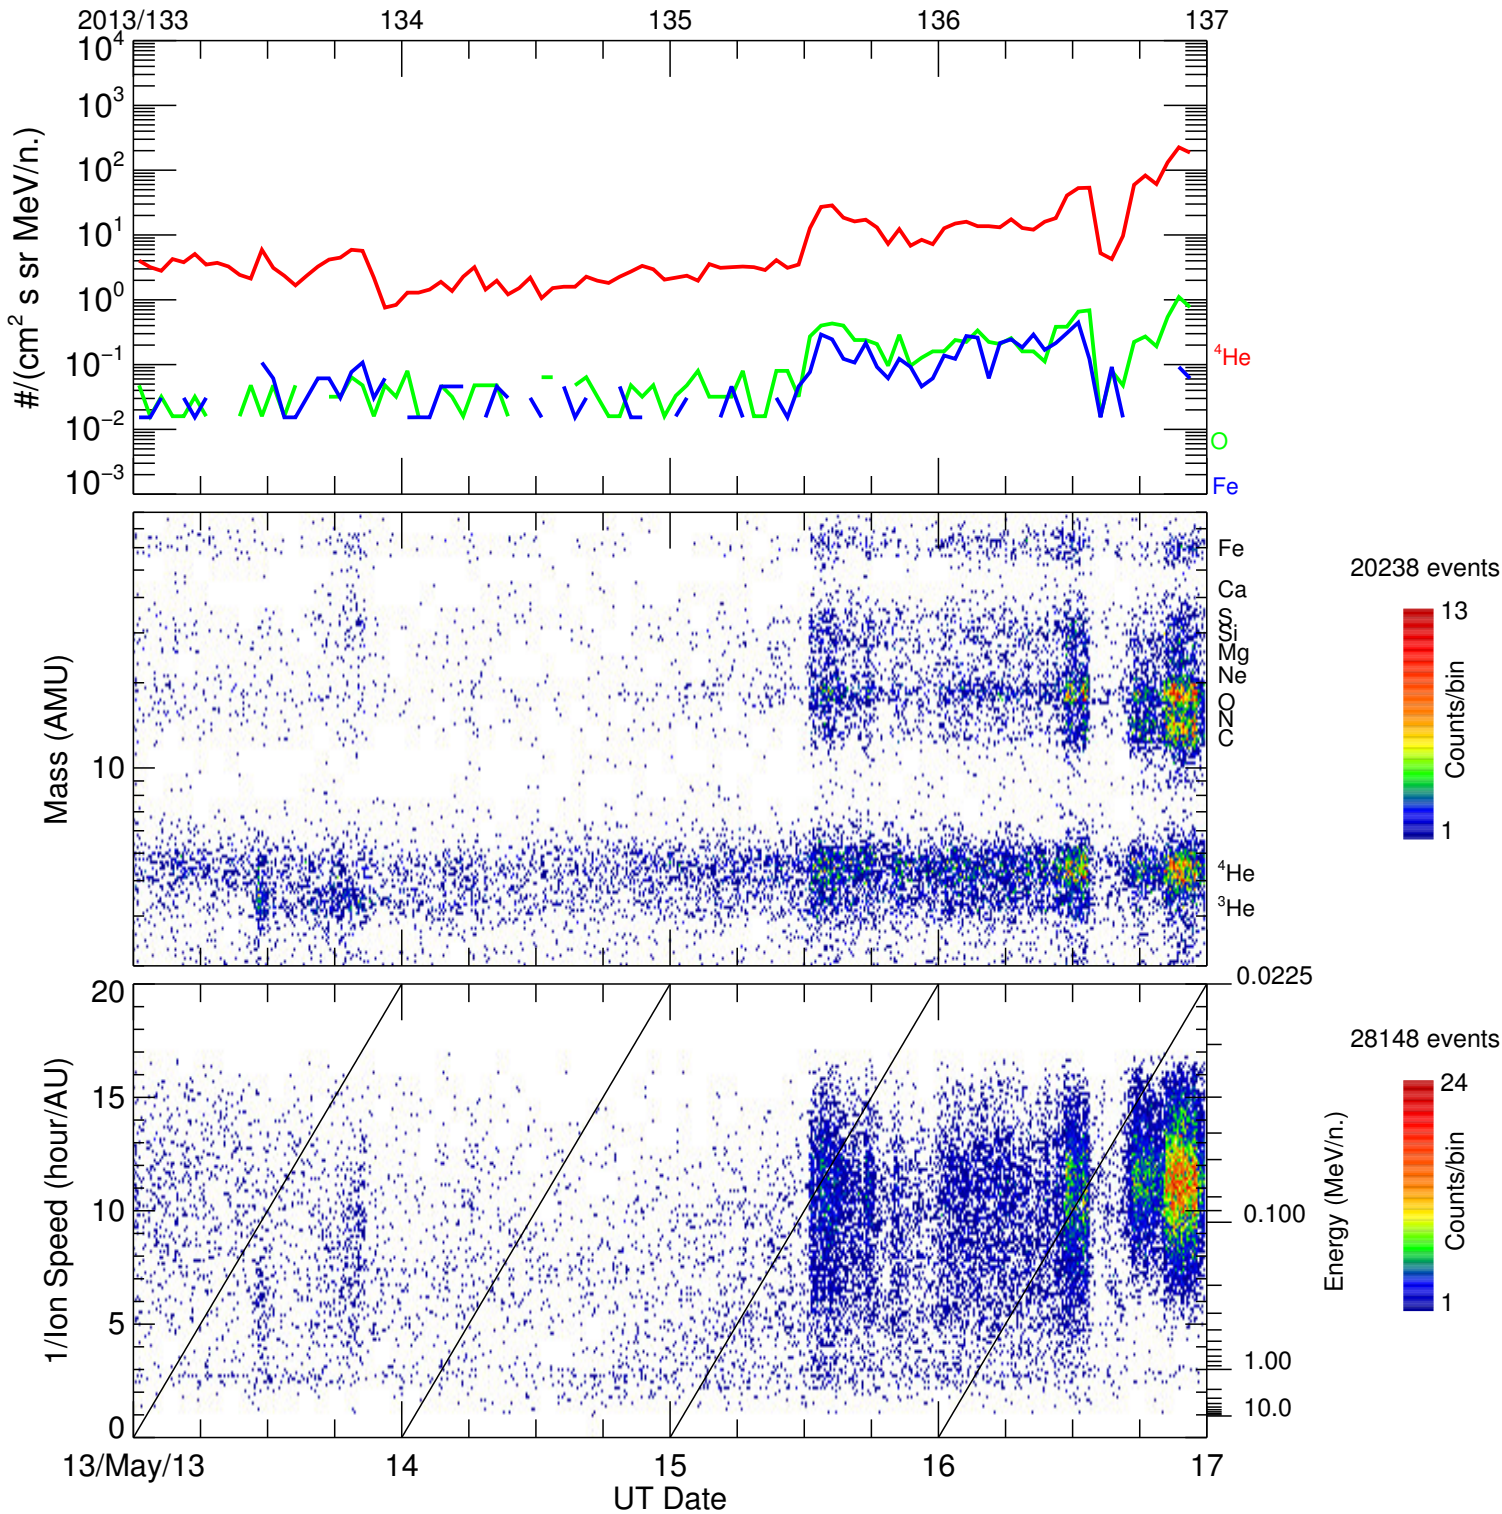 2013/133 134 135 136 137
10^4
10^3
10^2
10^1
10^0
10^−1
10^−2
10^−3
#/(cm^2 s sr MeV/n.)
^4He
O
Fe
Mass (AMU)
10
Fe
Ca
S
Si
Mg
Ne
O
N
C
^4He
^3He
20238 events
13
Counts/bin
1
20
15
10
5
0
1/Ion Speed (hour/AU)
0.0225
0.100
1.00
10.0
Energy (MeV/n.)
28148 events
24
Counts/bin
1
13/May/13 14 15 16 17
UT Date